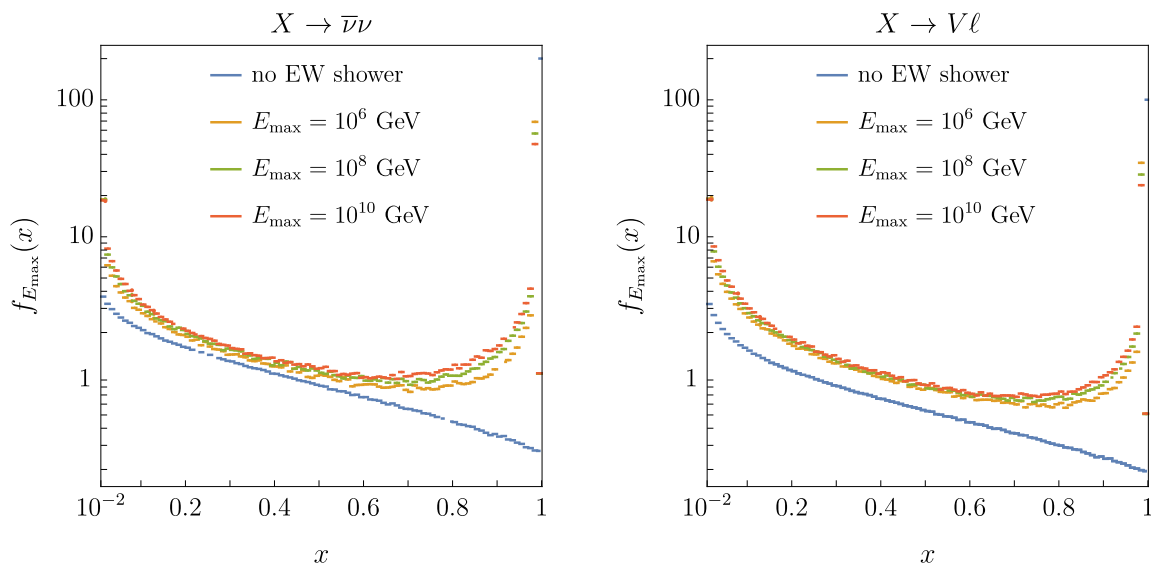 X → ν̅ν
no EW shower
E_max = 10^6 GeV
E_max = 10^8 GeV
E_max = 10^10 GeV
100
10
1
f_{E_max}(x)
10^−2 0.2 0.4 0.6 0.8 1
x
X → Vℓ
no EW shower
E_max = 10^6 GeV
E_max = 10^8 GeV
E_max = 10^10 GeV
100
10
1
f_{E_max}(x)
10^−2 0.2 0.4 0.6 0.8 1
x